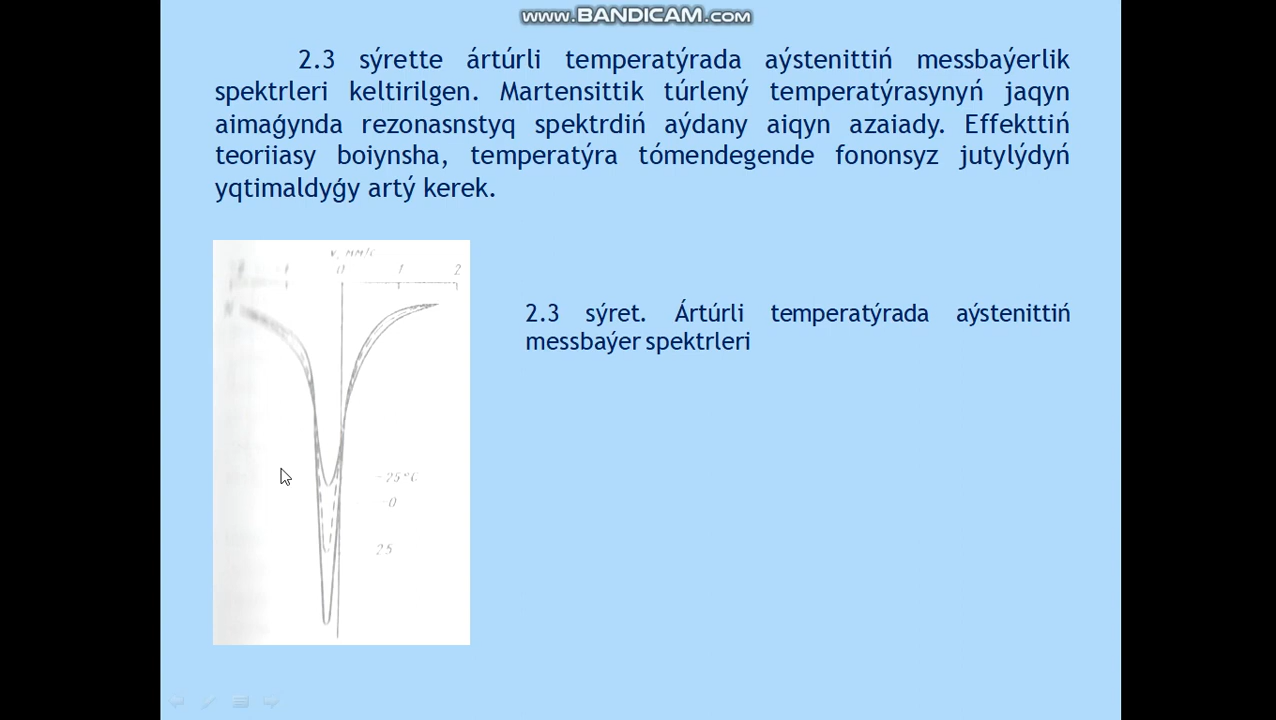 www.BANDICAM.com
2.3 sýrette ártúrli temperatýrada aýstenittiń messbaýerlik
spektrleri keltirilgen. Martensittik túrlený temperatýrasynyń jaqyn
aimaǵynda rezonasnstyq spektrdiń aýdany aiqyn azaiady. Effekttiń
teoriiasy boiynsha, temperatýra tómendegende fononsyz jutylýdyń
yqtimaldyǵy artý kerek.
v, мм/с
0 1 2
2.3 sýret. Ártúrli temperatýrada aýstenittiń
messbaýer spektrleri
-25°C
0
25